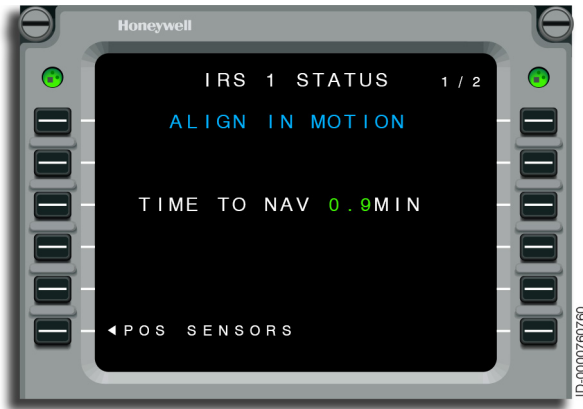 Honeywell
IRS 1 STATUS 1 / 2
ALIGN IN MOTION
TIME TO NAV 0.9MIN
◀POS SENSORS
ID-0000760760